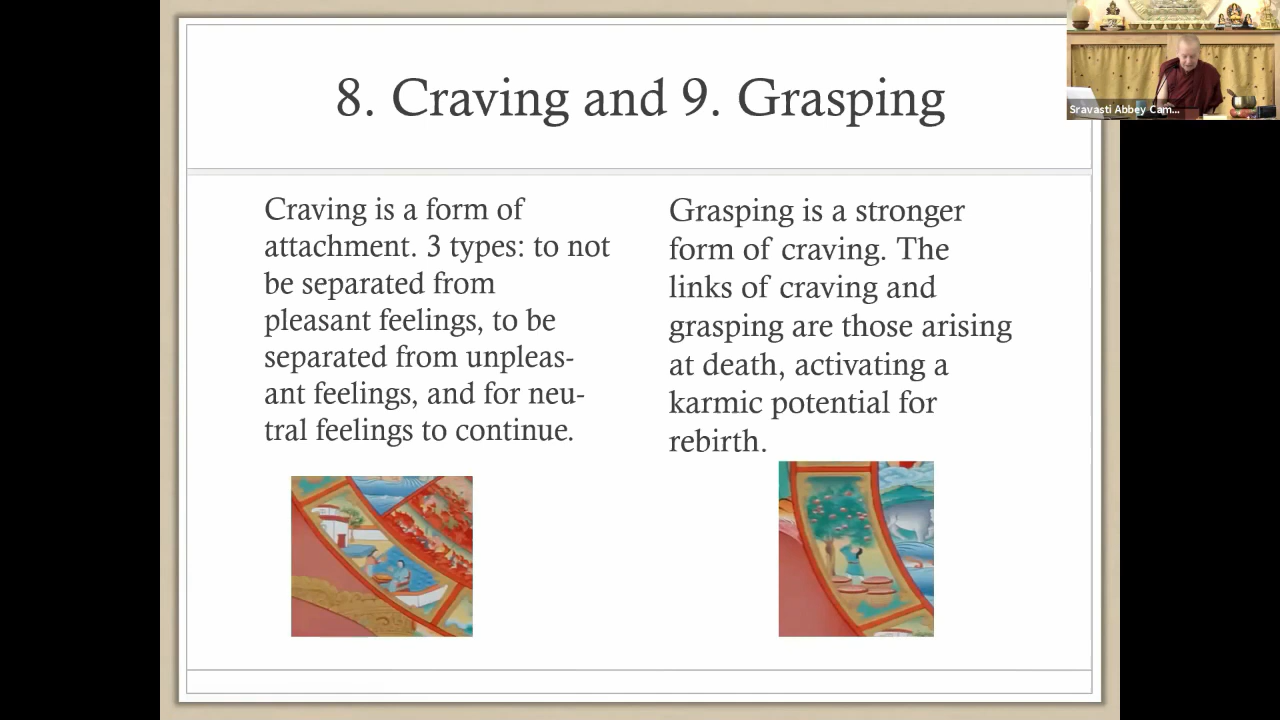 8. Craving and 9. Grasping
Craving is a form of
attachment. 3 types: to not
be separated from
pleasant feelings, to be
separated from unpleas-
ant feelings, and for neu-
tral feelings to continue.
Grasping is a stronger
form of craving. The
links of craving and
grasping are those arising
at death, activating a
karmic potential for
rebirth.
Sravasti Abbey Cam...